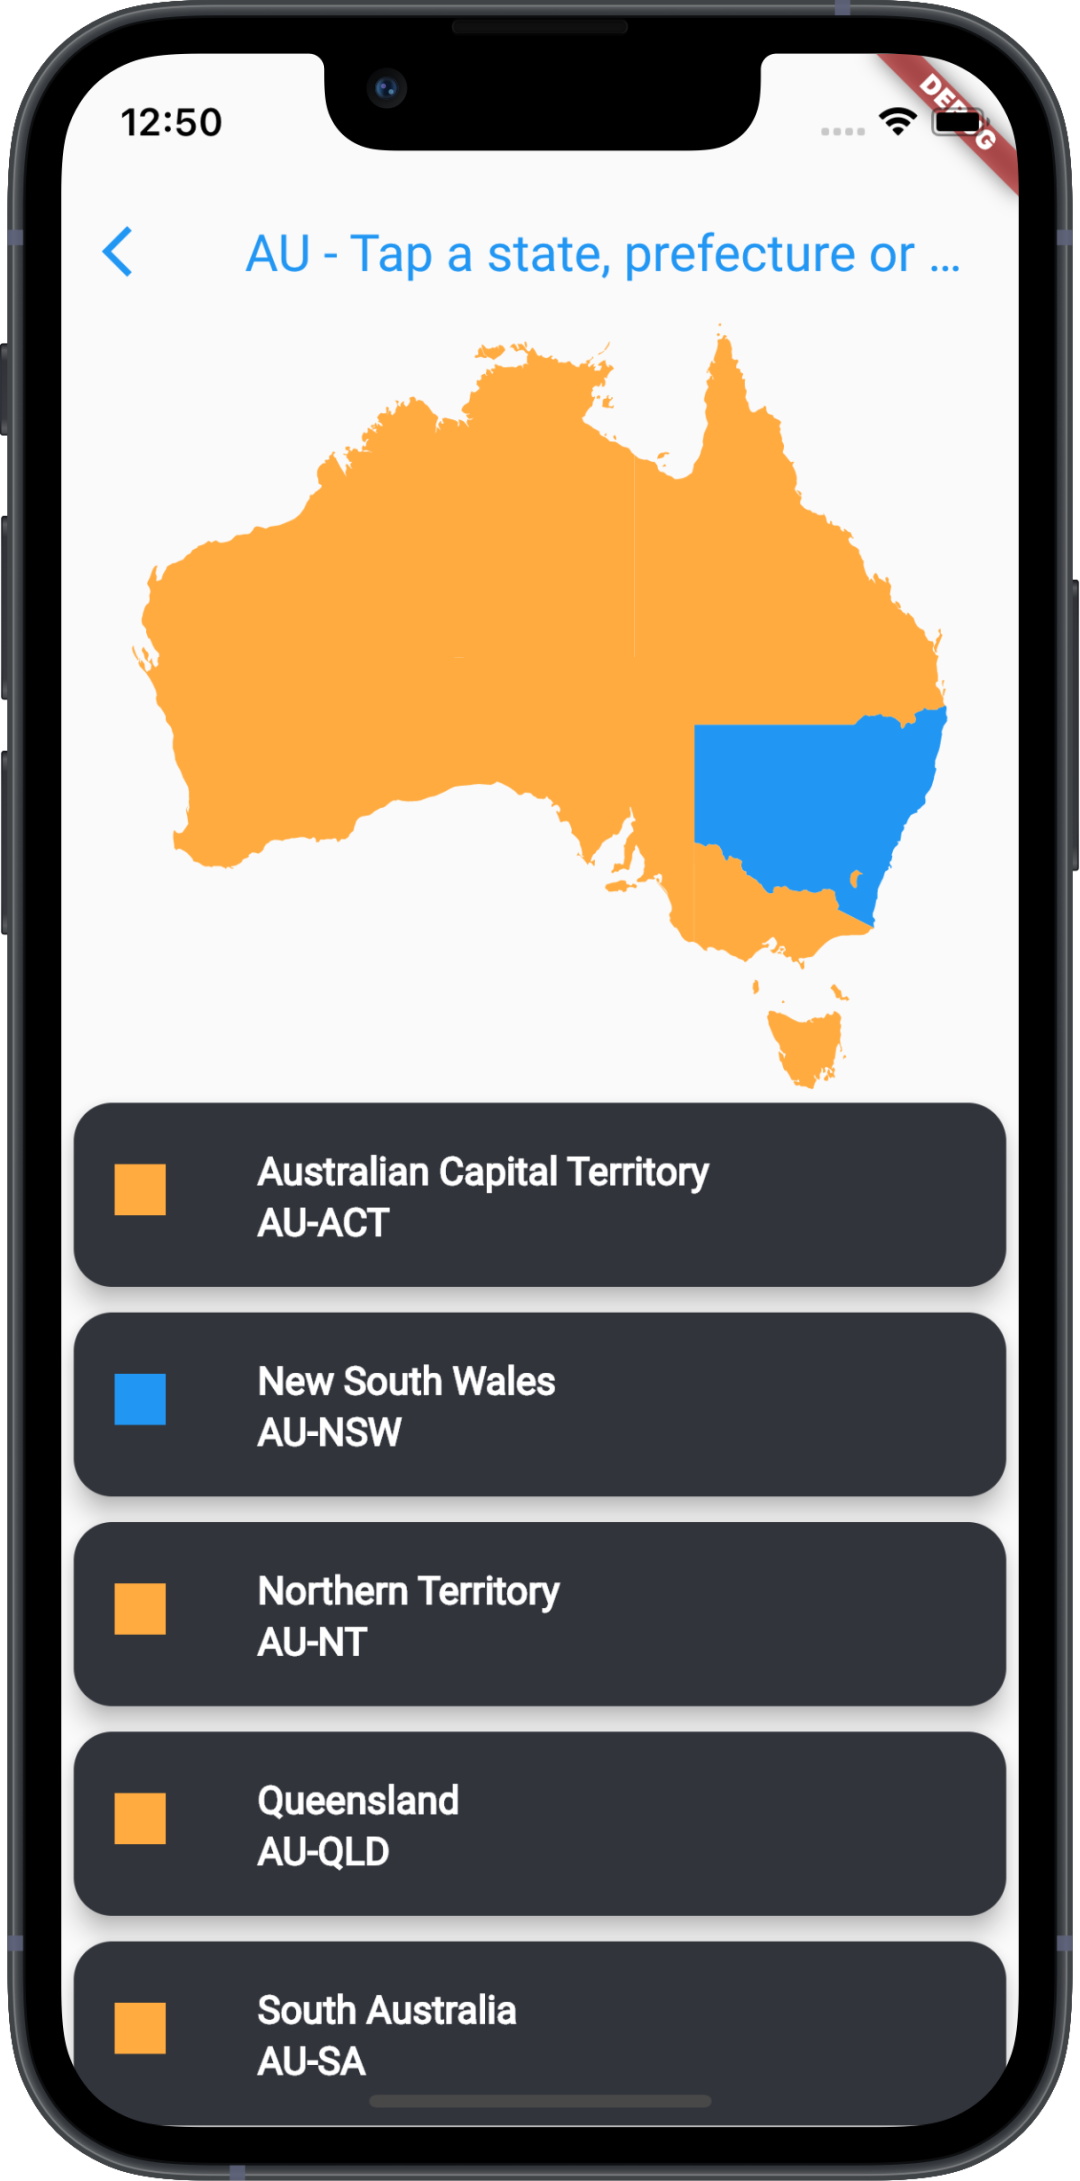 12:50
DEBUG
AU - Tap a state, prefecture or ...
Australian Capital Territory
AU-ACT
New South Wales
AU-NSW
Northern Territory
AU-NT
Queensland
AU-QLD
South Australia
AU-SA